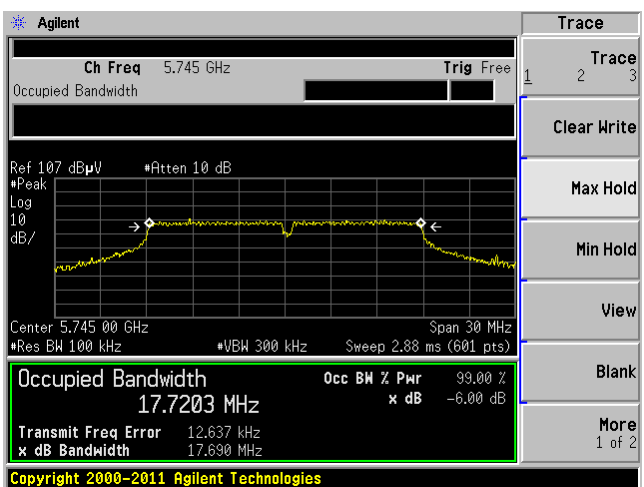 Agilent
Trace
Ch Freq 5.745 GHz Trig Free
Occupied Bandwidth
Trace
1 2 3
Clear Write
Max Hold
Min Hold
View
Blank
More
1 of 2
Ref 107 dBµV #Atten 10 dB
#Peak
Log
10
dB/
Center 5.745 00 GHz Span 30 MHz
#Res BW 100 kHz #VBW 300 kHz Sweep 2.88 ms (601 pts)
Occupied Bandwidth Occ BW % Pwr 99.00 %
17.7203 MHz x dB -6.00 dB
Transmit Freq Error 12.637 kHz
x dB Bandwidth 17.690 MHz
Copyright 2000-2011 Agilent Technologies